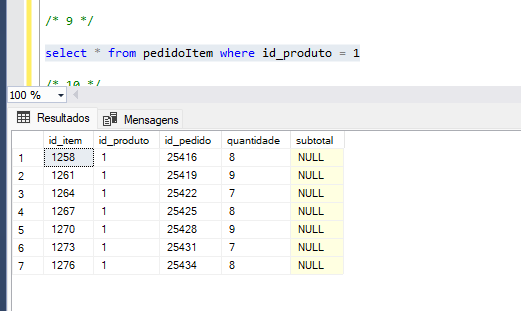 /* 9 */
select * from pedidoItem where id_produto = 1
/* 10 */
100 %
Resultados Mensagens
id_item id_produto id_pedido quantidade subtotal
1 1258 1 25416 8 NULL
2 1261 1 25419 9 NULL
3 1264 1 25422 7 NULL
4 1267 1 25425 8 NULL
5 1270 1 25428 9 NULL
6 1273 1 25431 7 NULL
7 1276 1 25434 8 NULL